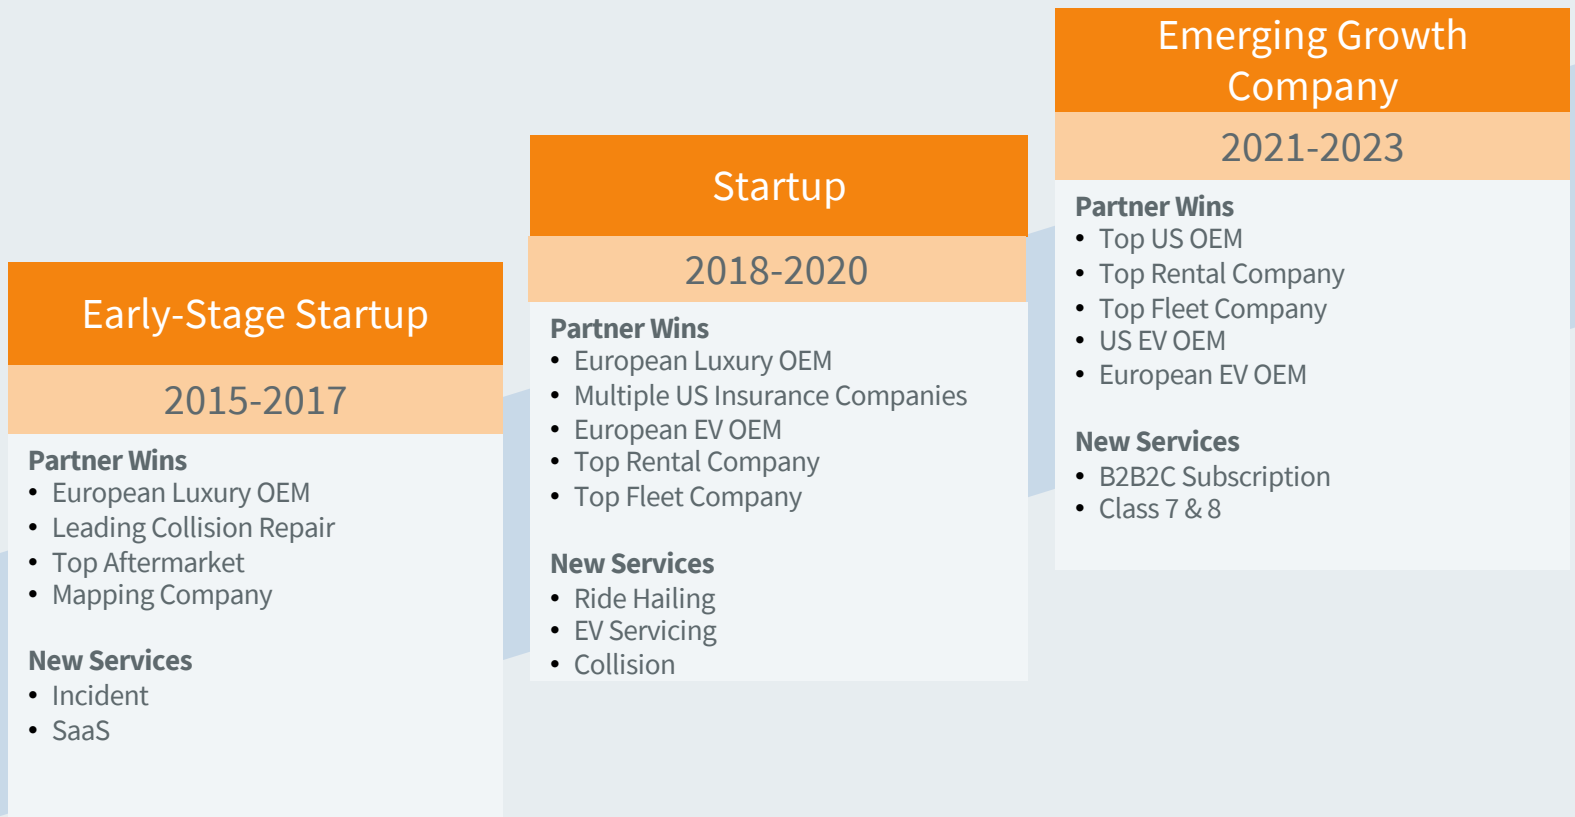 Early-Stage Startup
2015-2017
Partner Wins
• European Luxury OEM
• Leading Collision Repair
• Top Aftermarket
• Mapping Company
New Services
• Incident
• SaaS
Startup
2018-2020
Partner Wins
• European Luxury OEM
• Multiple US Insurance Companies
• European EV OEM
• Top Rental Company
• Top Fleet Company
New Services
• Ride Hailing
• EV Servicing
• Collision
Emerging Growth
Company
2021-2023
Partner Wins
• Top US OEM
• Top Rental Company
• Top Fleet Company
• US EV OEM
• European EV OEM
New Services
• B2B2C Subscription
• Class 7 & 8